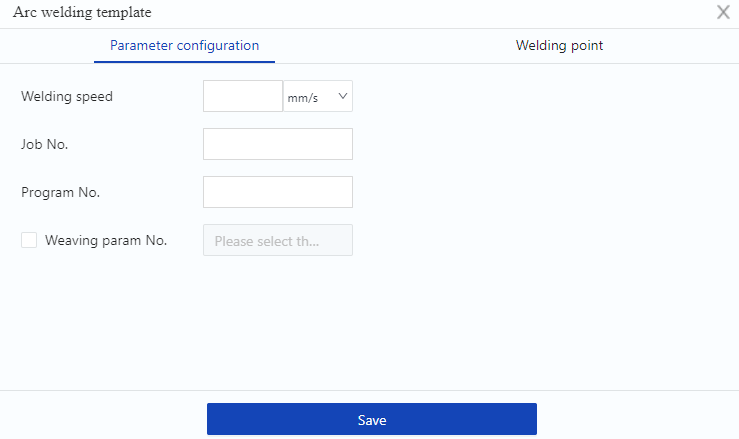 Arc welding template
Parameter configuration
Welding point
Welding speed
mm/s
Job No.
Program No.
Weaving param No.
Please select th...
Save